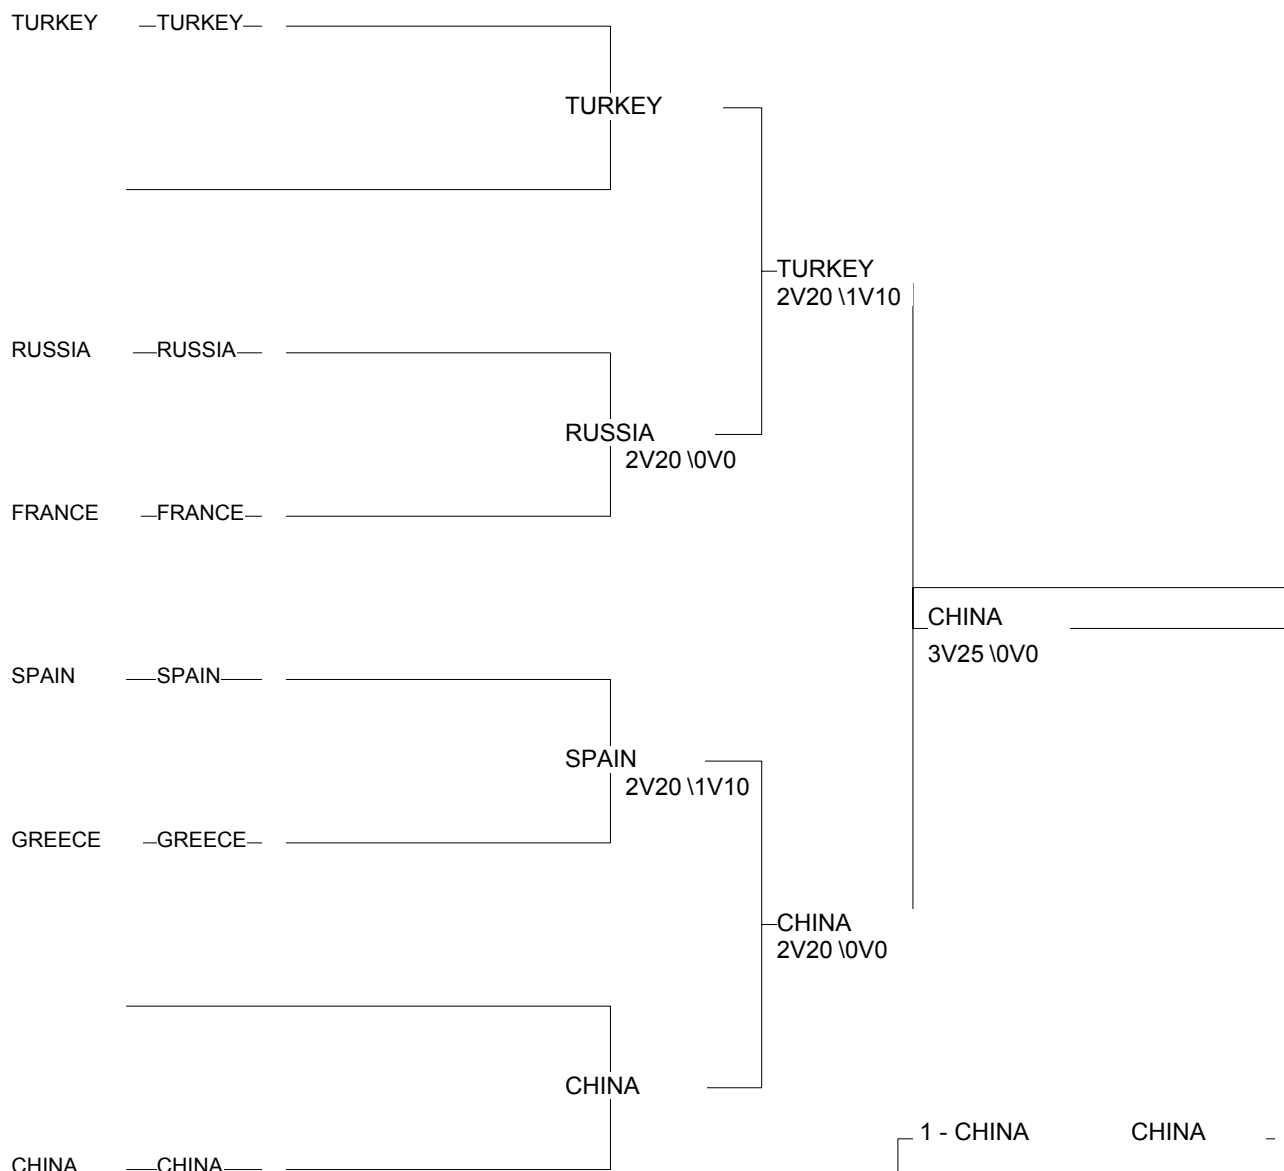 TURKEY TURKEY
TURKEY
TURKEY
2V20 \1V10
RUSSIA RUSSIA
RUSSIA
2V20 \0V0
FRANCE FRANCE
CHINA
3V25 \0V0
SPAIN SPAIN
SPAIN
2V20 \1V10
GREECE GREECE
CHINA
2V20 \0V0
CHINA
1 - CHINA CHINA
CHINA CHINA